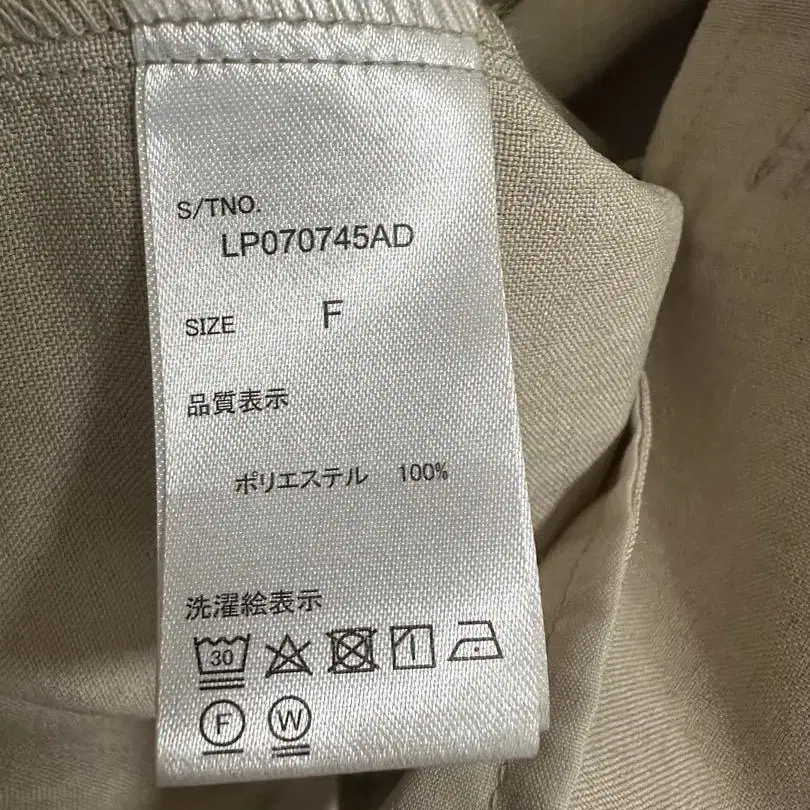 S/TNO.
LP070745AD
SIZE F
品質表示
ポリエステル 100%
洗濯絵表示
30
F W